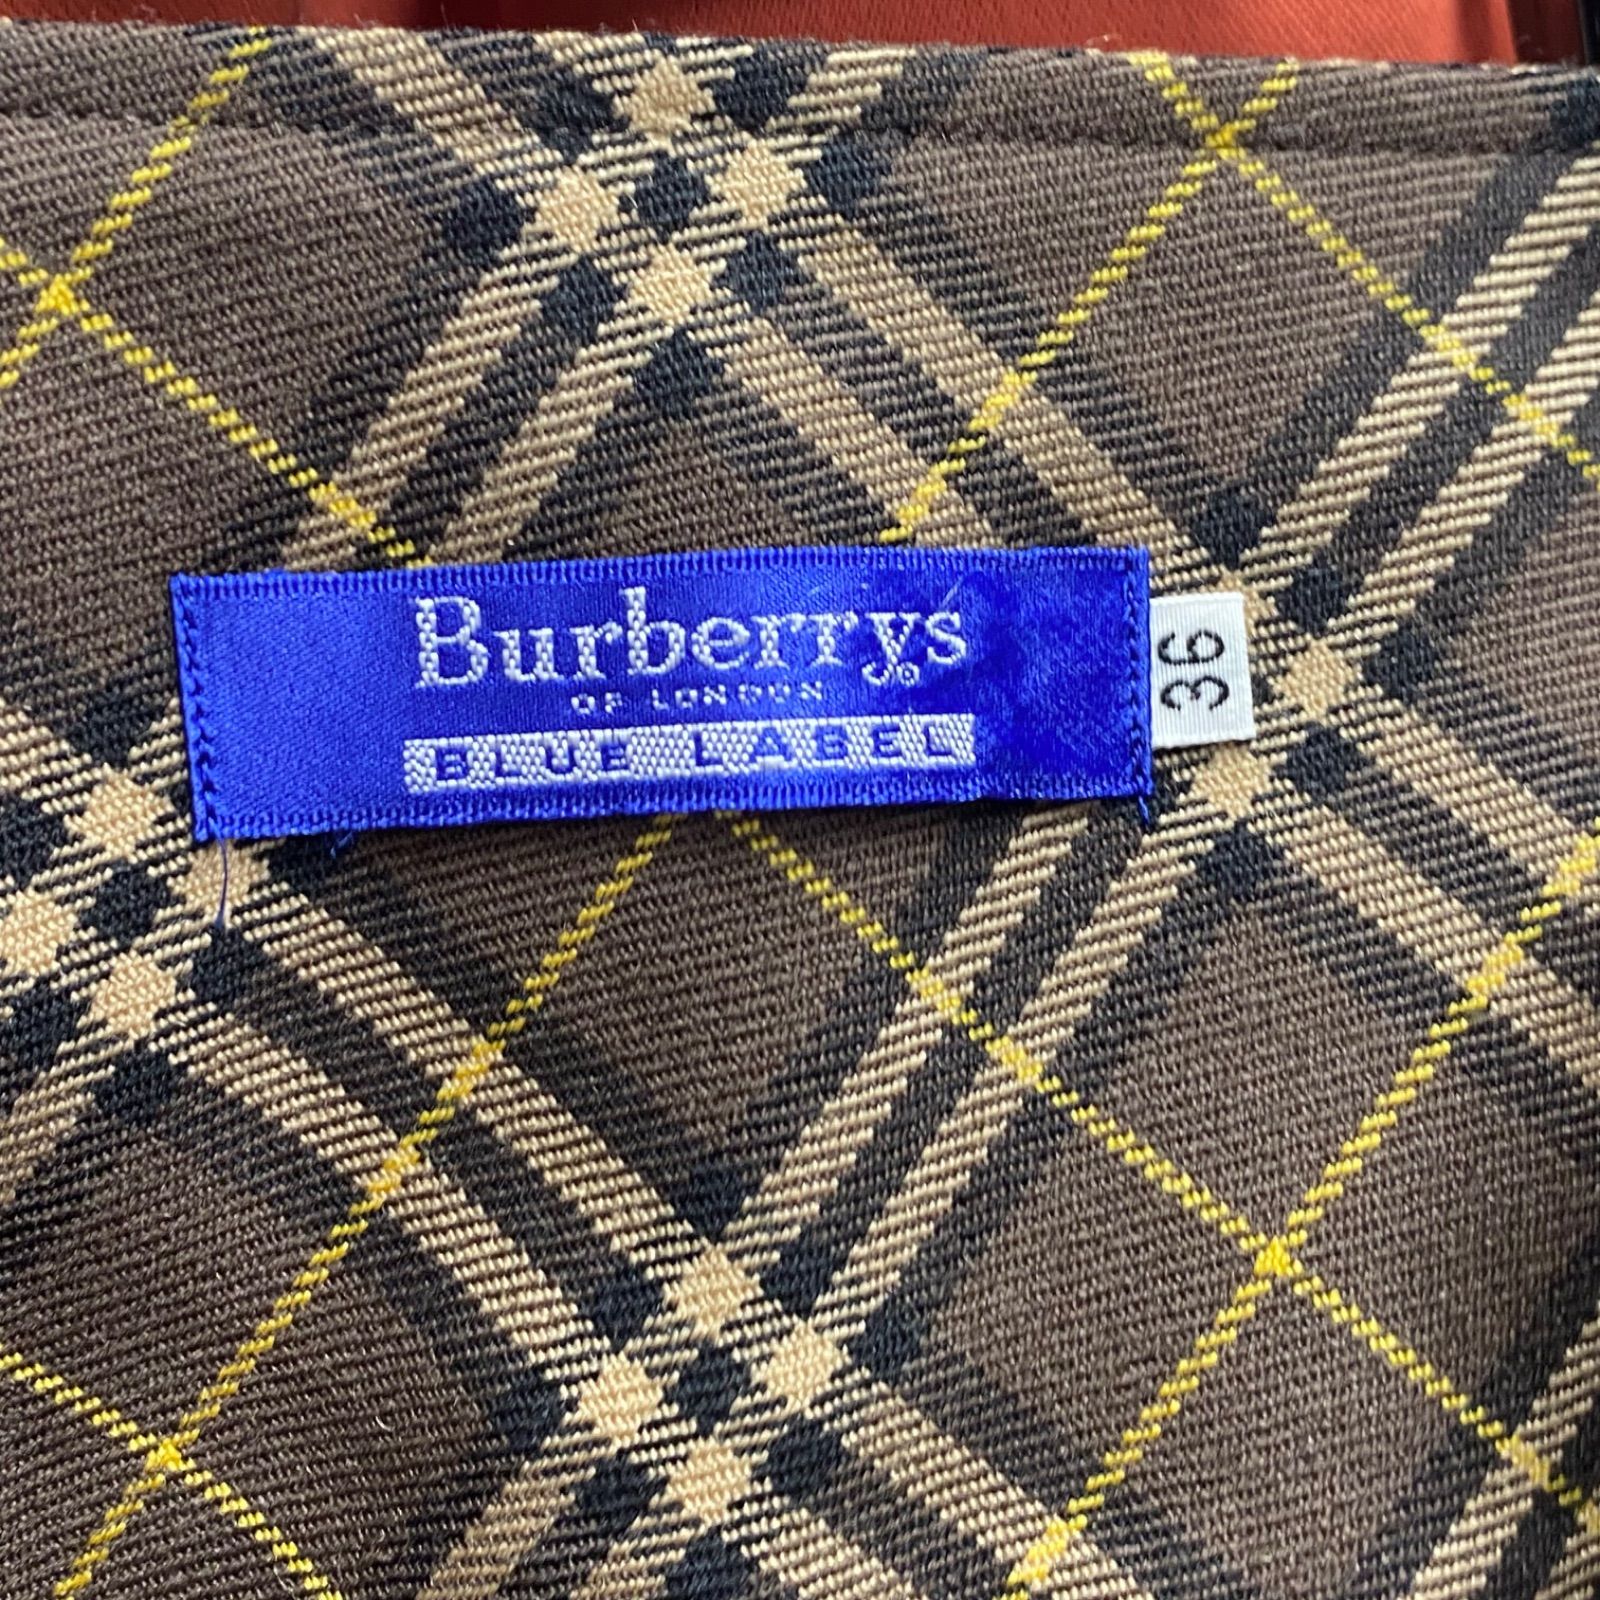 Burberrys
OF LONDON
BLUE LABEL
36